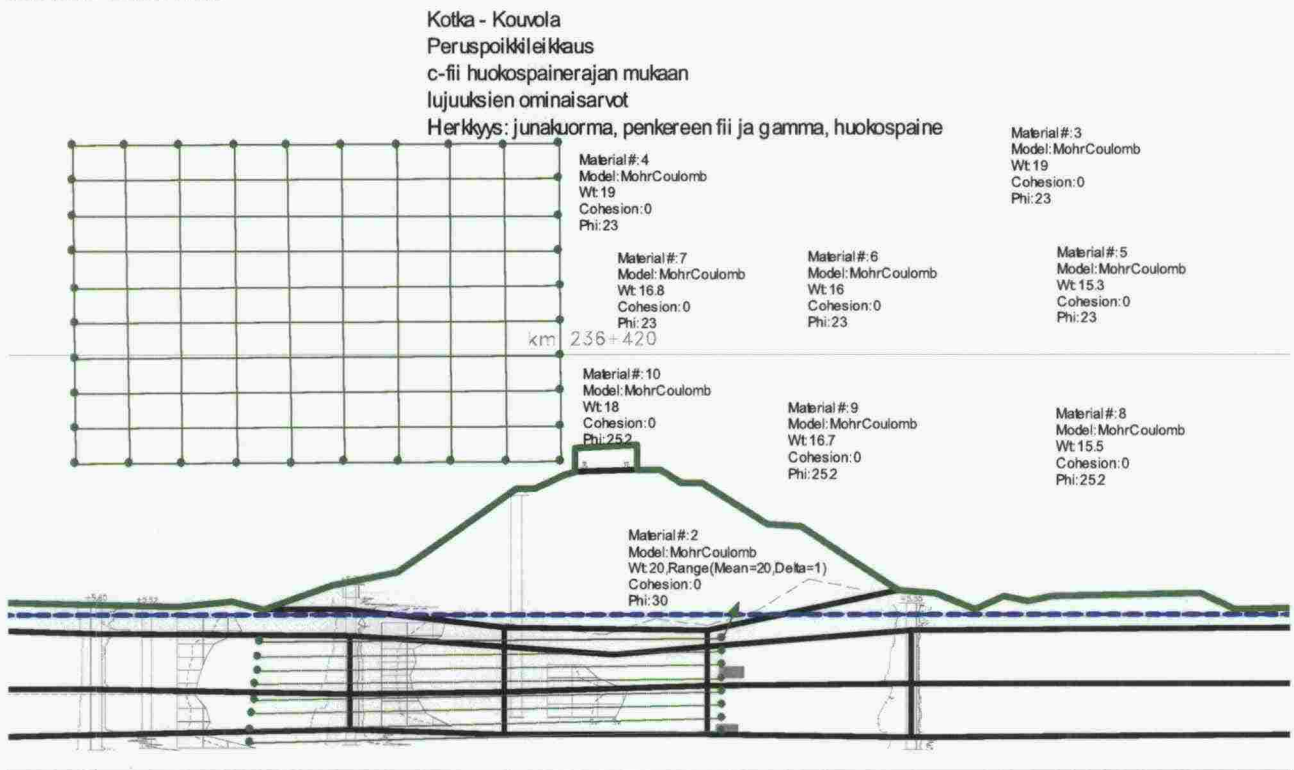 Kotka - Kouvola
Peruspoikkileikkaus
c-fii huokospainerajan mukaan
lujuuksien ominaisarvot
Herkkyys: junakuorma, penkereen fii ja gamma, huokospaine
Material#:3
Model:MohrCoulomb
Wt:19
Cohesion:0
Phi:23
Material#:4
Model:MohrCoulomb
Wt:19
Cohesion:0
Phi:23
Material#:7
Model:MohrCoulomb
Wt:16.8
Cohesion:0
Phi:23
Material#:6
Model:MohrCoulomb
Wt:16
Cohesion:0
Phi:23
Material#:5
Model:MohrCoulomb
Wt:15.3
Cohesion:0
Phi:23
km 236+420
Material#:10
Model:MohrCoulomb
Wt:18
Cohesion:0
Phi:25.2
Material#:9
Model:MohrCoulomb
Wt:16.7
Cohesion:0
Phi:25.2
Material#:8
Model:MohrCoulomb
Wt:15.5
Cohesion:0
Phi:25.2
Material#:2
Model:MohrCoulomb
Wt:20,Range(Mean=20,Delta=1)
Cohesion:0
Phi:30